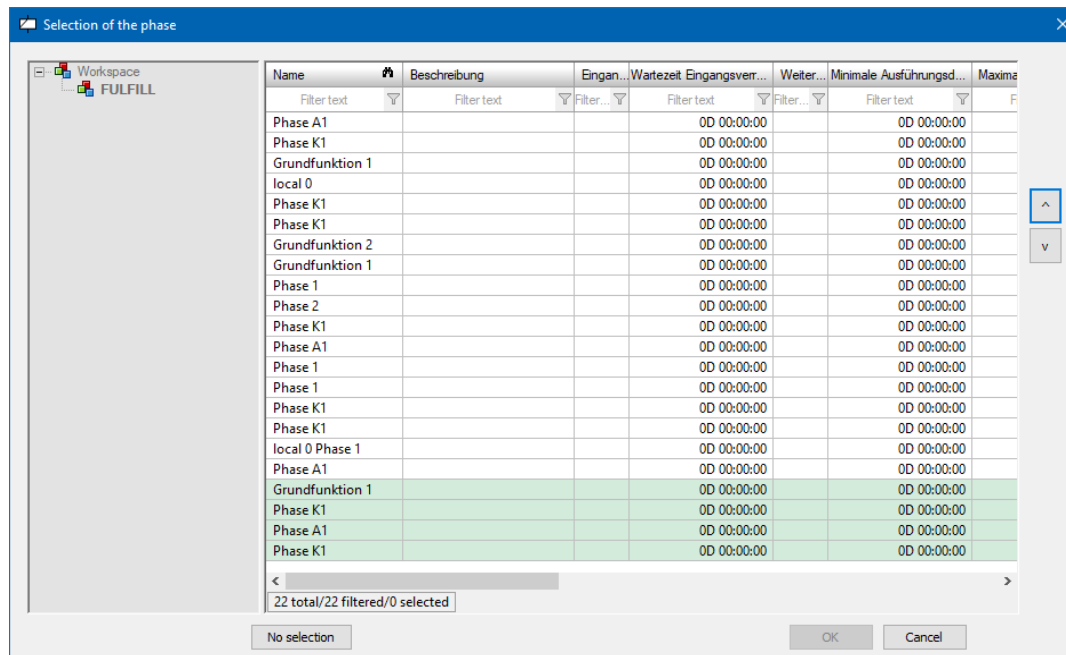 Selection of the phase
Workspace
FULFILL
Name Beschreibung Eingan... Wartezeit Eingangsverr... Weiter... Minimale Ausführungsd... Maxima
Filter text Filter text Filter... Filter text Filter... Filter text F
Phase A1 0D 00:00:00 0D 00:00:00
Phase K1 0D 00:00:00 0D 00:00:00
Grundfunktion 1 0D 00:00:00 0D 00:00:00
local 0 0D 00:00:00 0D 00:00:00
Phase K1 0D 00:00:00 0D 00:00:00
Phase K1 0D 00:00:00 0D 00:00:00
Grundfunktion 2 0D 00:00:00 0D 00:00:00
Grundfunktion 1 0D 00:00:00 0D 00:00:00
Phase 1 0D 00:00:00 0D 00:00:00
Phase 2 0D 00:00:00 0D 00:00:00
Phase K1 0D 00:00:00 0D 00:00:00
Phase A1 0D 00:00:00 0D 00:00:00
Phase 1 0D 00:00:00 0D 00:00:00
Phase 1 0D 00:00:00 0D 00:00:00
Phase K1 0D 00:00:00 0D 00:00:00
Phase K1 0D 00:00:00 0D 00:00:00
local 0 Phase 1 0D 00:00:00 0D 00:00:00
Phase A1 0D 00:00:00 0D 00:00:00
Grundfunktion 1 0D 00:00:00 0D 00:00:00
Phase K1 0D 00:00:00 0D 00:00:00
Phase A1 0D 00:00:00 0D 00:00:00
Phase K1 0D 00:00:00 0D 00:00:00
22 total/22 filtered/0 selected
No selection OK Cancel